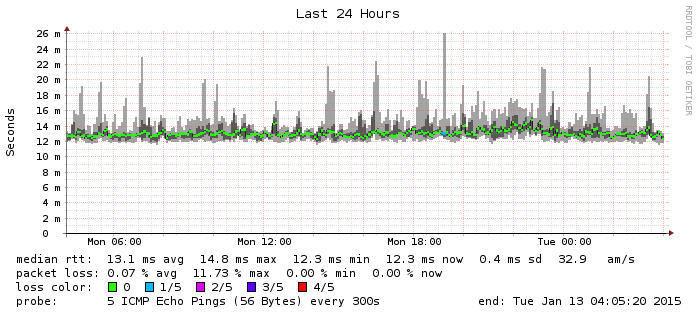 Last 24 Hours
RRDTOOL / TOBI OETIKER
Seconds
26 m
24 m
22 m
20 m
18 m
16 m
14 m
12 m
10 m
8 m
6 m
4 m
2 m
0
Mon 06:00 Mon 12:00 Mon 18:00 Tue 00:00
median rtt: 13.1 ms avg 14.8 ms max 12.3 ms min 12.3 ms now 0.4 ms sd 32.9 am/s
packet loss: 0.07 % avg 11.73 % max 0.00 % min 0.00 % now
loss color: 0 1/5 2/5 3/5 4/5
probe: 5 ICMP Echo Pings (56 Bytes) every 300s end: Tue Jan 13 04:05:20 2015